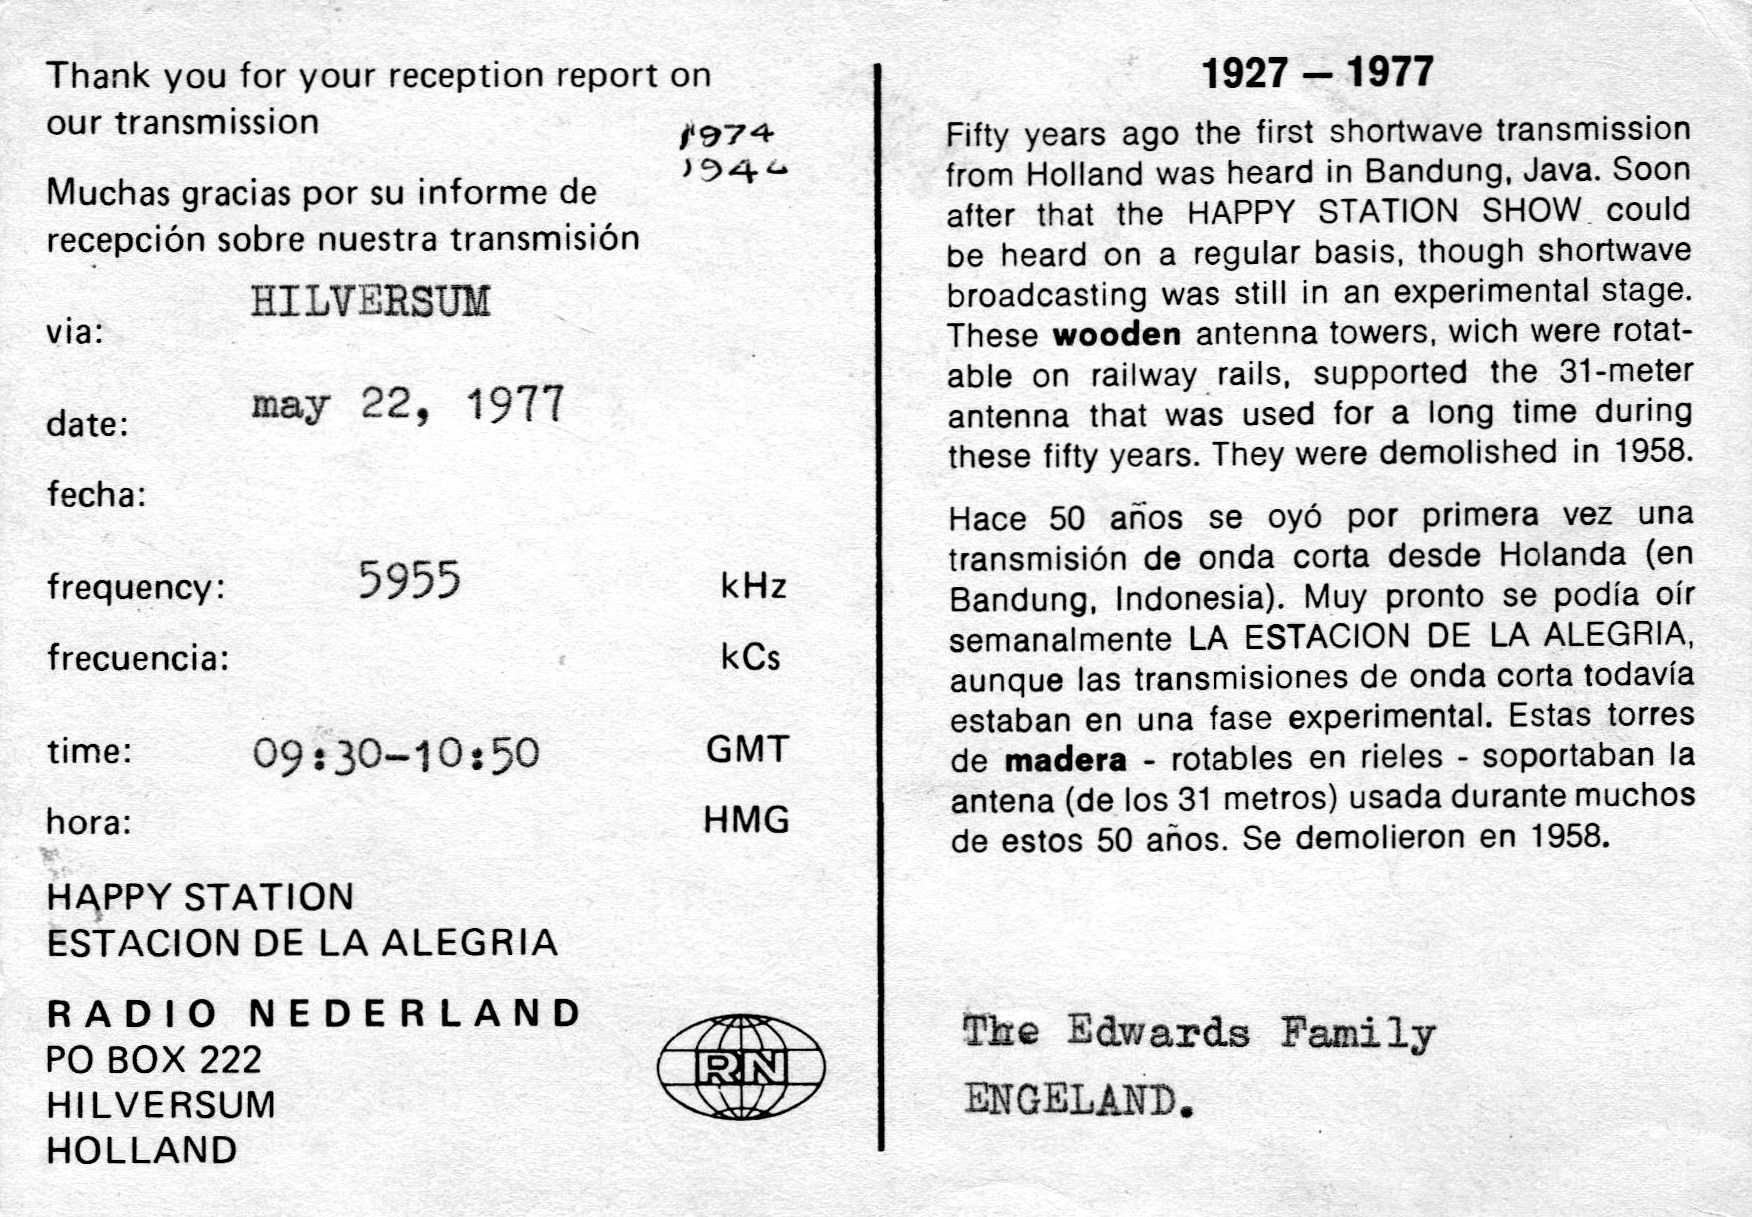 Thank you for your reception report on
our transmission
1974
Muchas gracias por su informe de
recepción sobre nuestra transmisión
via: HILVERSUM
date: may 22, 1977
fecha:
frequency: 5955 kHz
frecuencia: kCs
time: 09:30-10:50 GMT
hora: HMG
HAPPY STATION
ESTACION DE LA ALEGRIA
RADIO NEDERLAND
PO BOX 222
HILVERSUM
HOLLAND
RN
1927 – 1977
Fifty years ago the first shortwave transmission
from Holland was heard in Bandung, Java. Soon
after that the HAPPY STATION SHOW could
be heard on a regular basis, though shortwave
broadcasting was still in an experimental stage.
These wooden antenna towers, wich were rotat-
able on railway rails, supported the 31-meter
antenna that was used for a long time during
these fifty years. They were demolished in 1958.
Hace 50 años se oyó por primera vez una
transmisión de onda corta desde Holanda (en
Bandung, Indonesia). Muy pronto se podía oír
semanalmente LA ESTACION DE LA ALEGRIA,
aunque las transmisiones de onda corta todavía
estaban en una fase experimental. Estas torres
de madera - rotables en rieles - soportaban la
antena (de los 31 metros) usada durante muchos
de estos 50 años. Se demolieron en 1958.
The Edwards Family
ENGELAND.